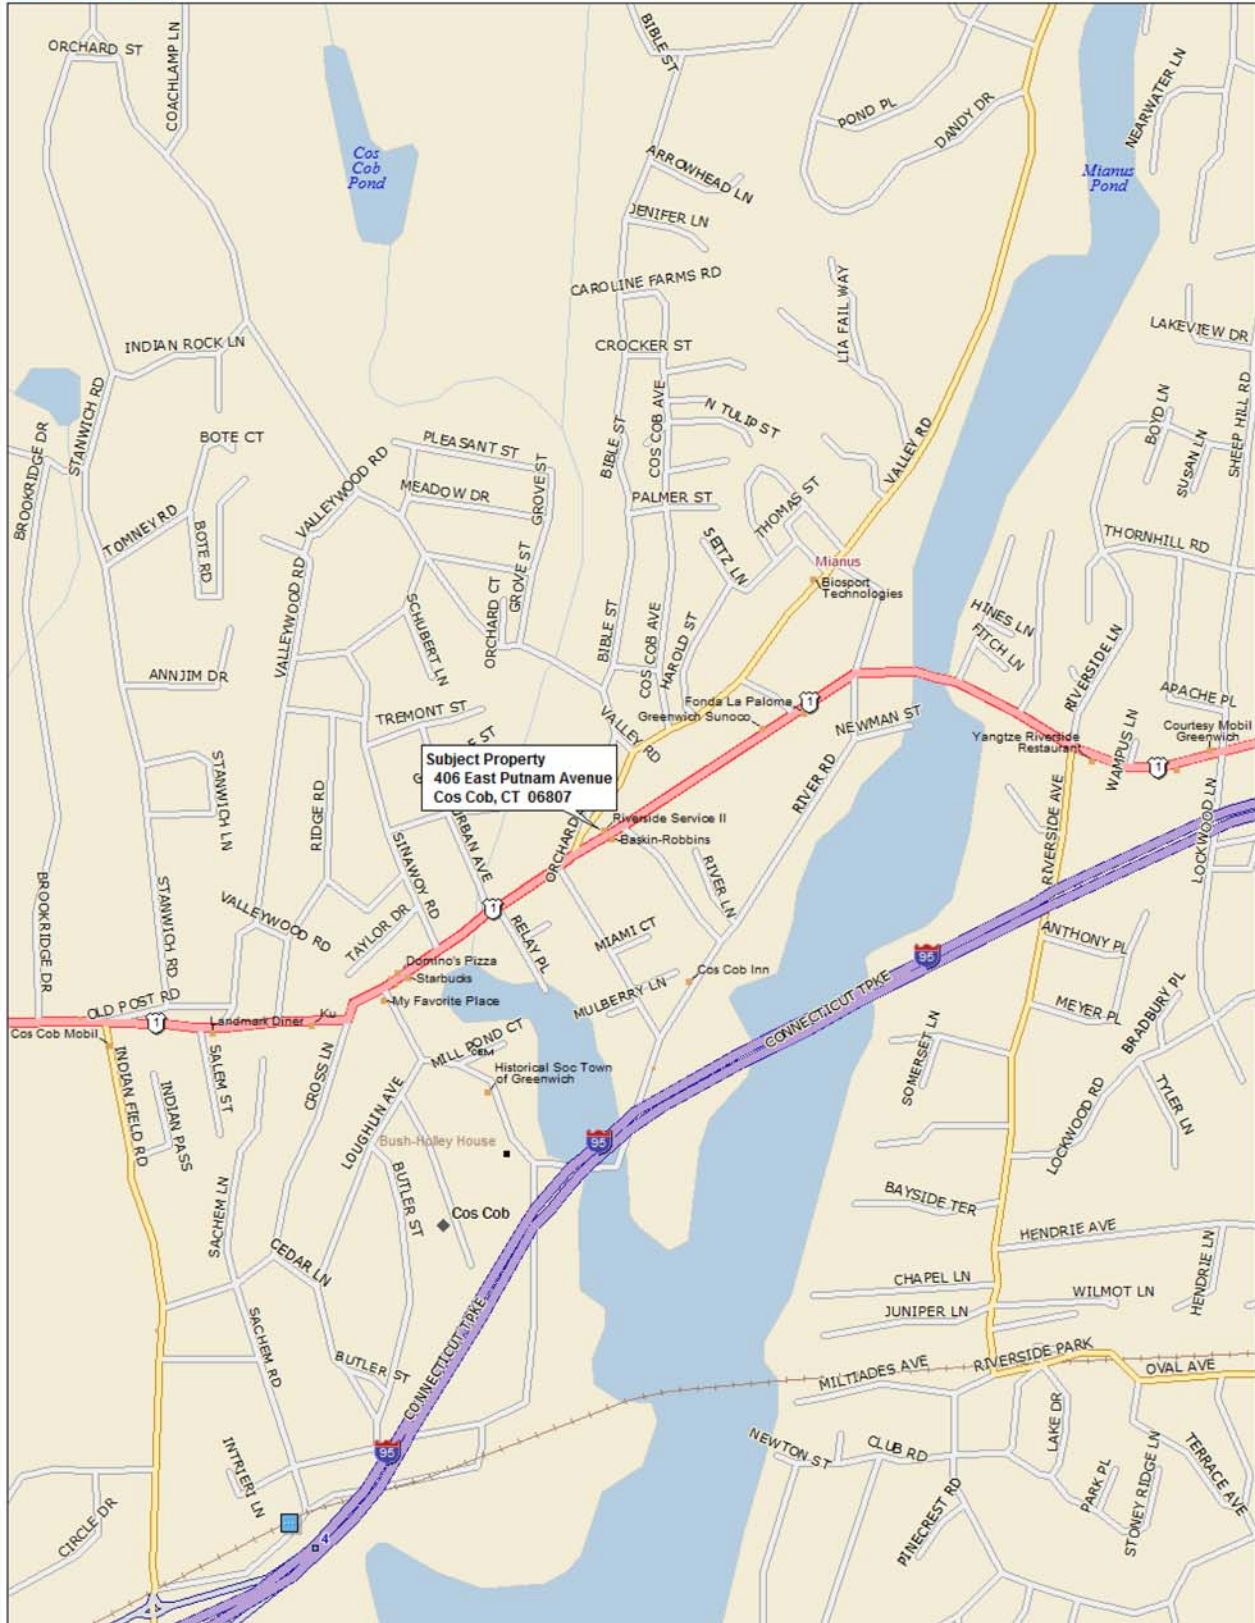 ORCHARD ST
COACHLAMP LN
BIBLE ST
POND PL
DANDY DR
NEARWATER LN
Cos
Cob
Pond
Mianus
Pond
ARROWHEAD LN
JENIFER LN
CAROLINE FARMS RD
LIA FAIL WAY
LAKEVIEW DR
INDIAN ROCK LN
CROCKER ST
STANWICH RD
COS COB AVE
N TULIP ST
BOYD LN
SUSAN LN
SHEEP HILL RD
BROOKRIDGE DR
BOTE CT
VALLEYWOOD RD
PLEASANT ST
MEADOW DR
GROVE ST
BIBLE ST
PALMER ST
THOMAS ST
VALLEY RD
TOMNEY RD
BOTE RD
SEITZ LN
THORNHILL RD
Mianus
Biosport
Technologies
VALLEYWOOD RD
SCHUBERT LN
ORCHARD CT
GROVE ST
BIBLE ST
COS COB AVE
HAROLD ST
HINES LN
FITCH LN
RIVERSIDE LN
ANNJIM DR
TREMONT ST
VALLEY RD
Fonda La Paloma
Greenwich Sunoco
1
NEWMAN ST
APACHE PL
Courtesy Mobil
Greenwich
Yangtze Riverside
Restaurant
WAMPUS LN
1
STANWICH LN
RIDGE RD
Subject Property
406 East Putnam Avenue
Cos Cob, CT 06807
RIVER RD
RIVERSIDE AVE
LOCKWOOD LN
Riverside Service II
Baskin-Robbins
SINAWOY RD
ORCHARD
RIVER LN
BROOKRIDGE DR
STANWICH RD
VALLEYWOOD RD
TAYLOR DR
1
RELAY PL
MIAMI CT
ANTHONY PL
95
Domino's Pizza
Starbucks
My Favorite Place
MULBERRY LN
Cos Cob Inn
CONNECTICUT TPKE
MEYER PL
BRADBURY PL
OLD POST RD
1
Cos Cob Mobil
Landmark Diner
Ku
SALEM ST
CROSS LN
MILL POND CT
CEM
Historical Soc Town
of Greenwich
SOMERSET LN
INDIAN FIELD RD
INDIAN PASS
LOUGHLIN AVE
Bush-Holley House
95
LOCKWOOD RD
TYLER LN
SACHEM LN
BUTLER ST
Cos Cob
BAYSIDE TER
CEDAR LN
HENDRIE AVE
HENDRIE LN
CHAPEL LN
WILMOT LN
JUNIPER LN
SACHEM RD
CONNECTICUT TPKE
BUTLER ST
MILTIADES AVE
RIVERSIDE PARK
OVAL AVE
95
INTRIERI LN
NEWTON ST
CLUB RD
LAKE DR
PARK PL
STONEY RIDGE LN
TERRACE AVE
CIRCLE DR
4
PINECREST RD